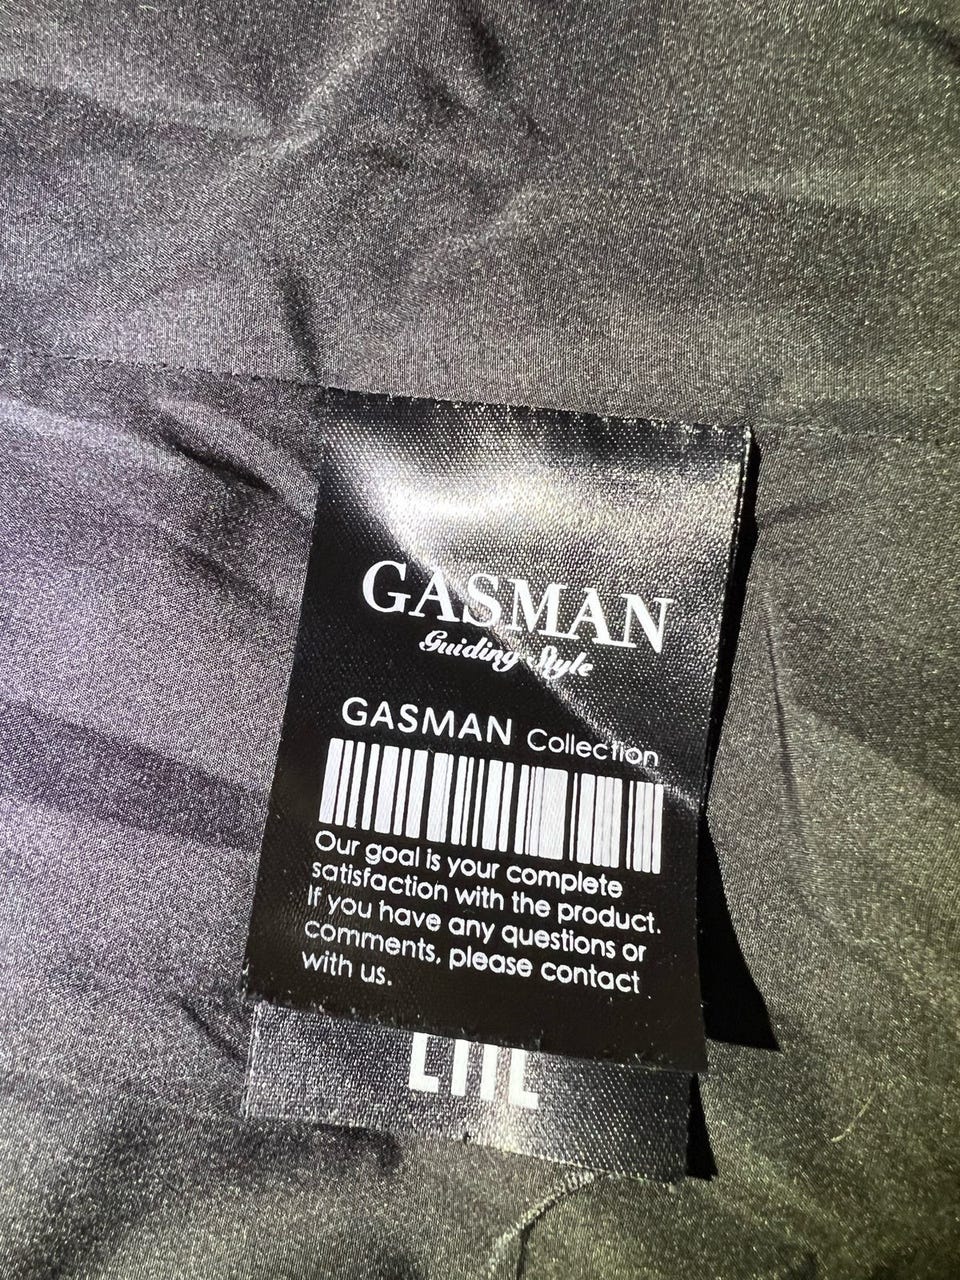 GASMAN
Guiding Style
GASMAN Collection
Our goal is your complete
satisfaction with the product.
If you have any questions or
comments, please contact
with us.